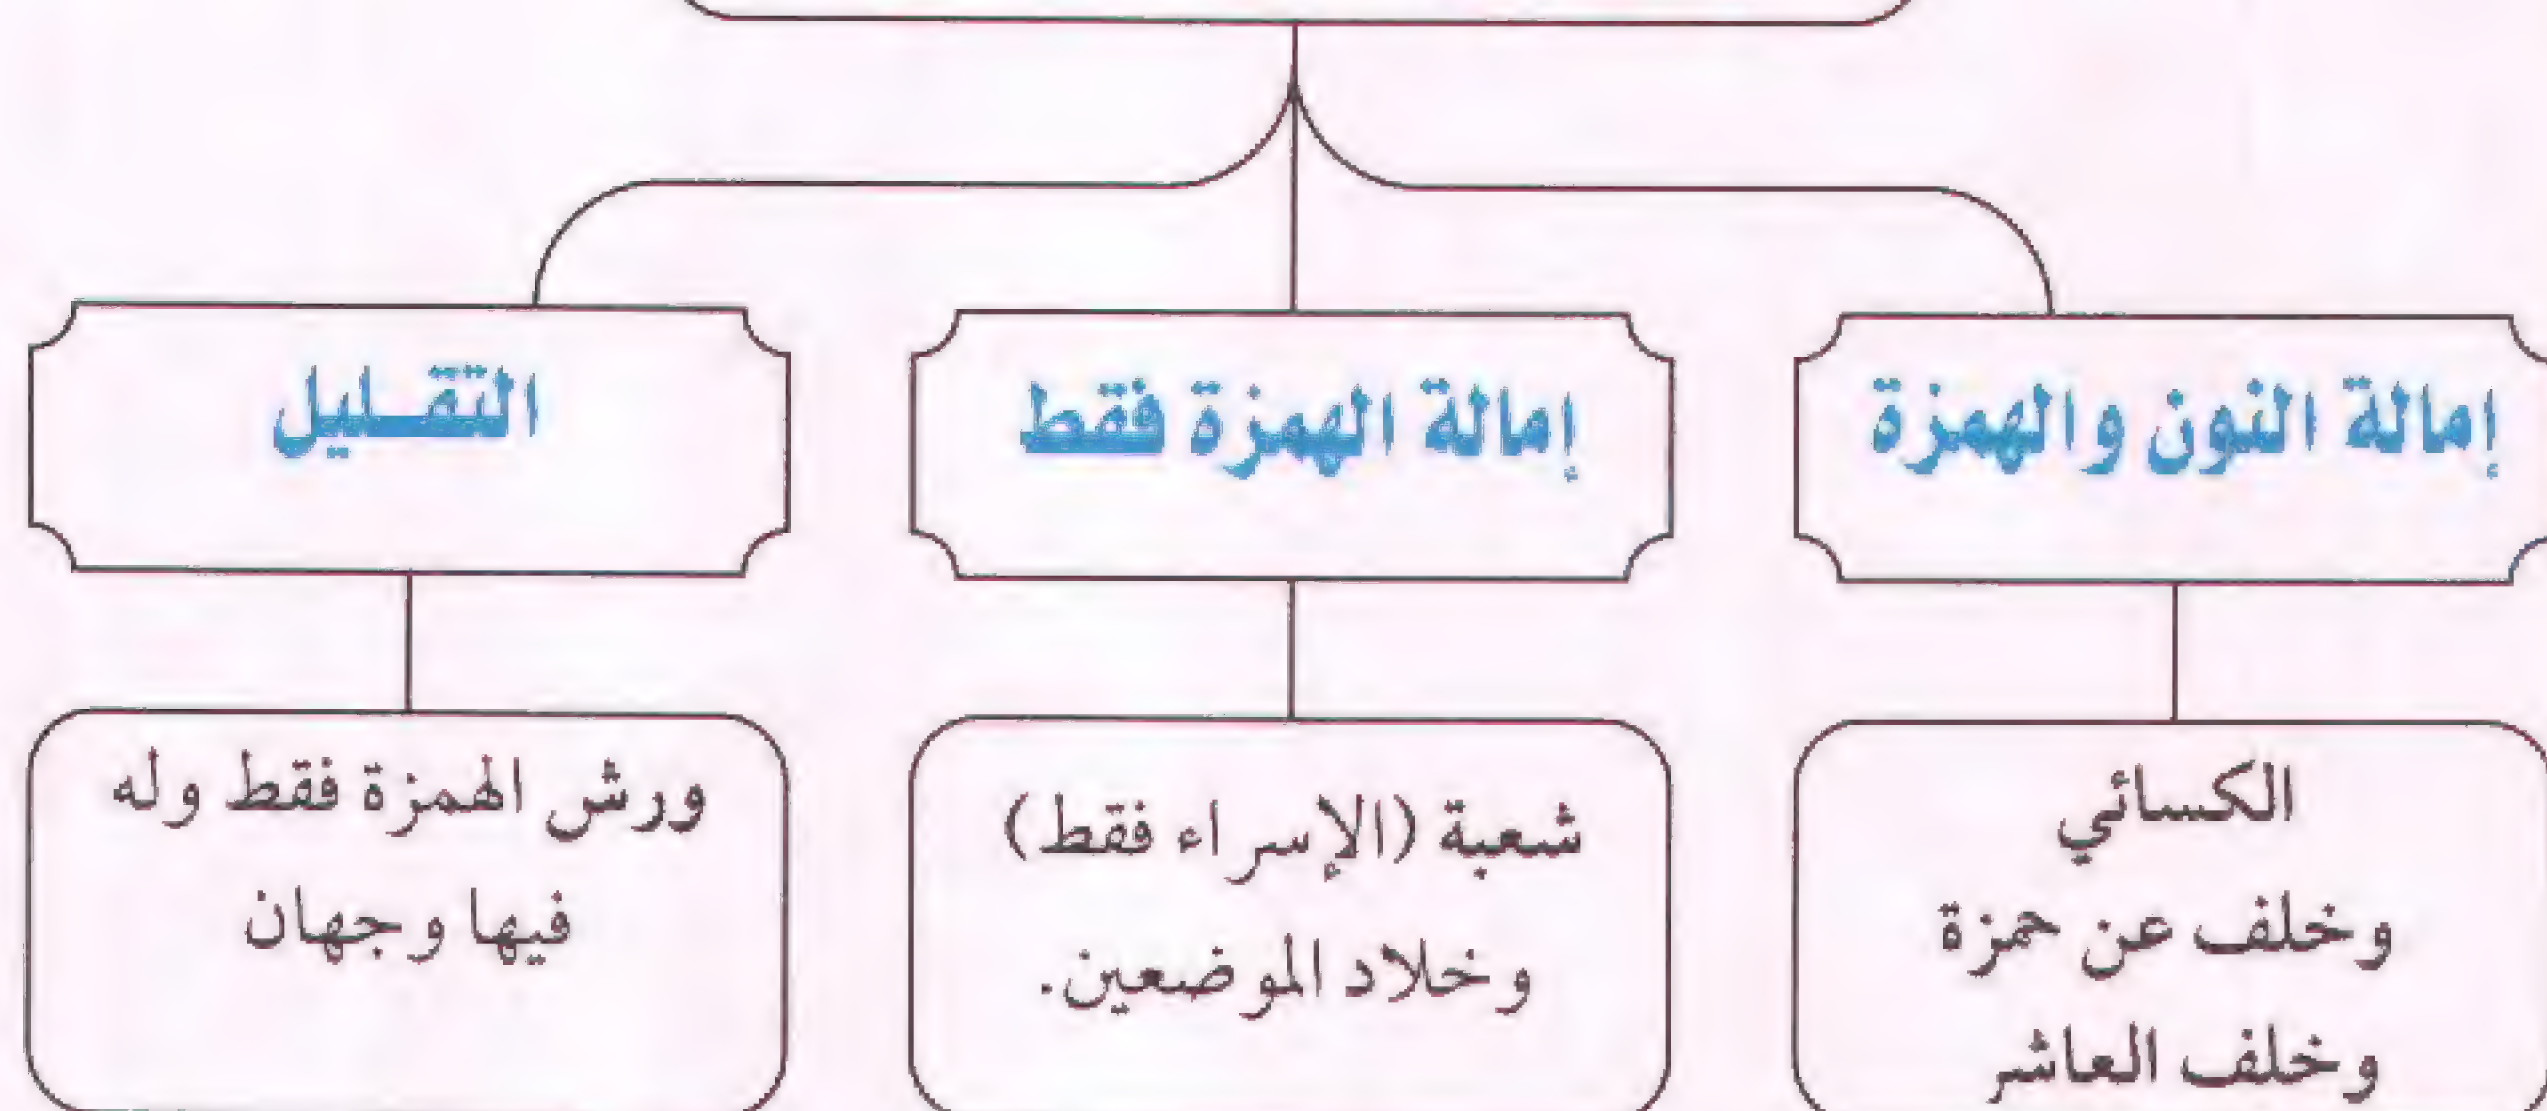 إمالة النون والهمزة
إمالة الهمزة فقط
التقليل
الكسائي
وخلف عن حمزة
وخلف العاشر
شعبة (الإسراء فقط)
وخلاد الموضعين.
ورش الهمزة فقط وله
فيها وجهان